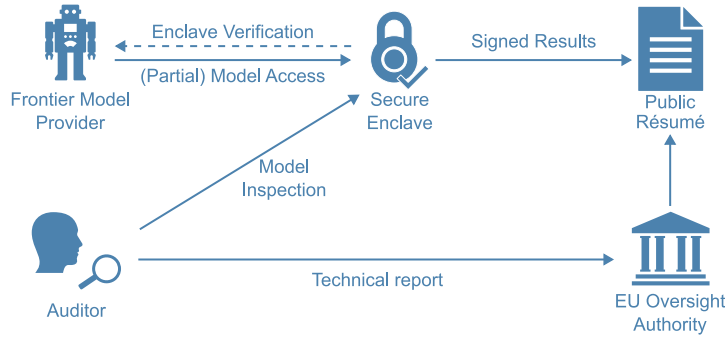 Enclave Verification
(Partial) Model Access
Signed Results
Frontier Model
Provider
Secure
Enclave
Public
Résumé
Model
Inspection
Technical report
Auditor
EU Oversight
Authority